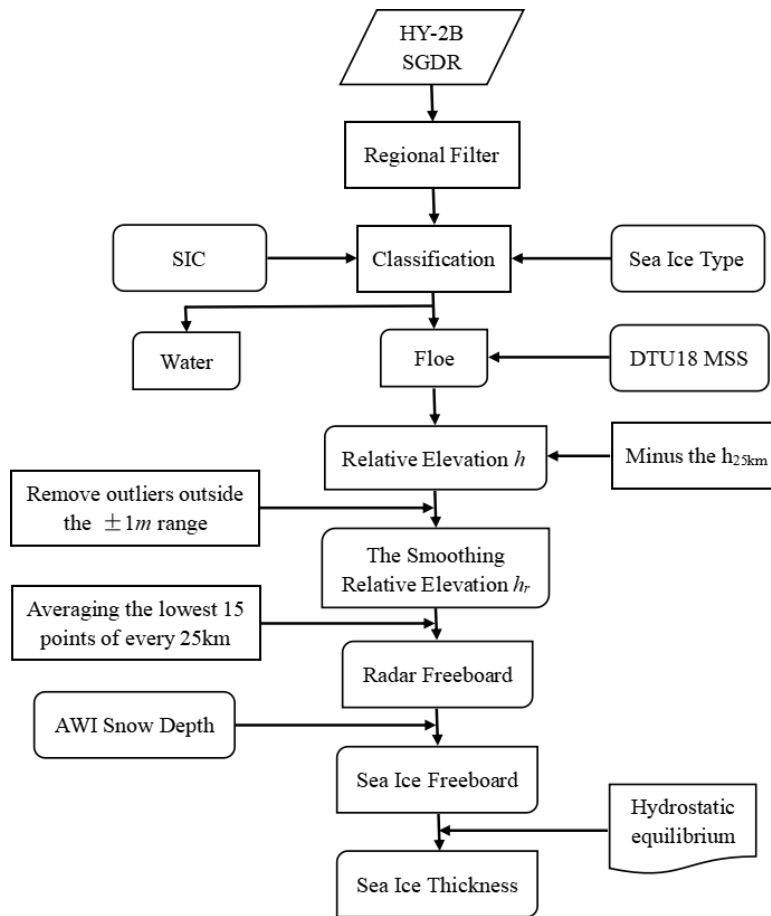 HY-2B
SGDR
Regional Filter
SIC
Classification
Sea Ice Type
Water
Floe
DTU18 MSS
Relative Elevation h
Minus the h25km
Remove outliers outside
the ±1m range
The Smoothing
Relative Elevation hr
Averaging the lowest 15
points of every 25km
Radar Freeboard
AWI Snow Depth
Sea Ice Freeboard
Hydrostatic
equilibrium
Sea Ice Thickness